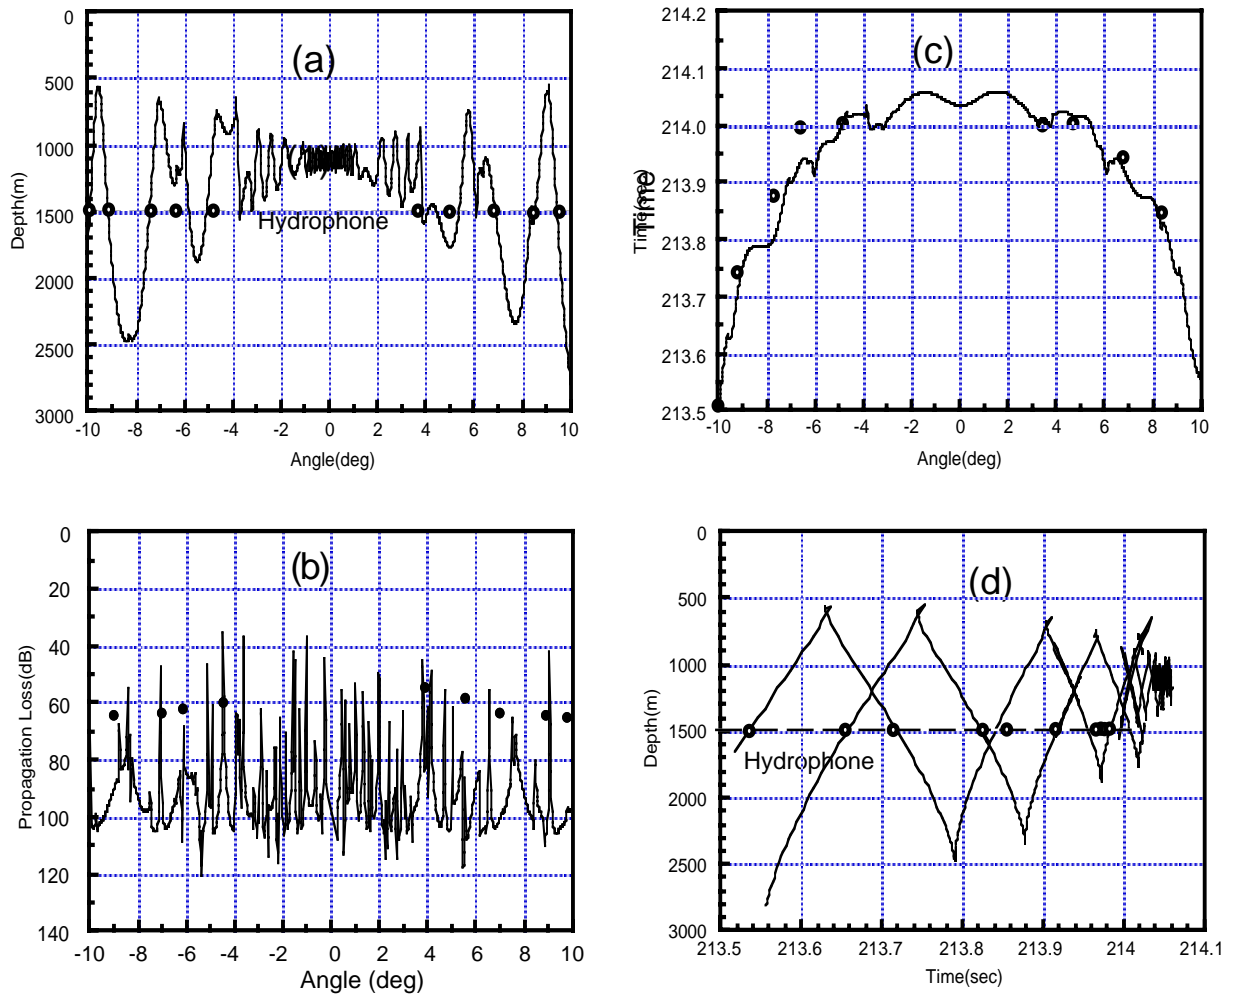 (a)
0
500
1000
1500
2000
2500
3000
Depth(m)
Hydrophone
-10 -8 -6 -4 -2 0 2 4 6 8 10
Angle(deg)
(c)
214.2
214.1
214.0
213.9
213.8
213.7
213.6
213.5
Time
Time(sec)
-10 -8 -6 -4 -2 0 2 4 6 8 10
Angle(deg)
(b)
0
20
40
60
80
100
120
140
Propagation Loss(dB)
-10 -8 -6 -4 -2 0 2 4 6 8 10
Angle (deg)
(d)
0
500
1000
1500
2000
2500
3000
Depth(m)
Hydrophone
213.5 213.6 213.7 213.8 213.9 214 214.1
Time(sec)